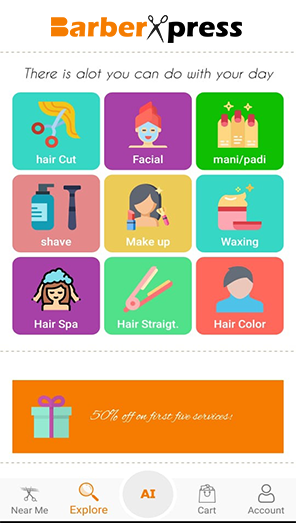 BarberXpress
There is alot you can do with your day
hair Cut
Facial
mani/padi
shave
Make up
Waxing
Hair Spa
Hair Straigt.
Hair Color
50% off on first five services!
Near Me
Explore
AI
Cart
Account